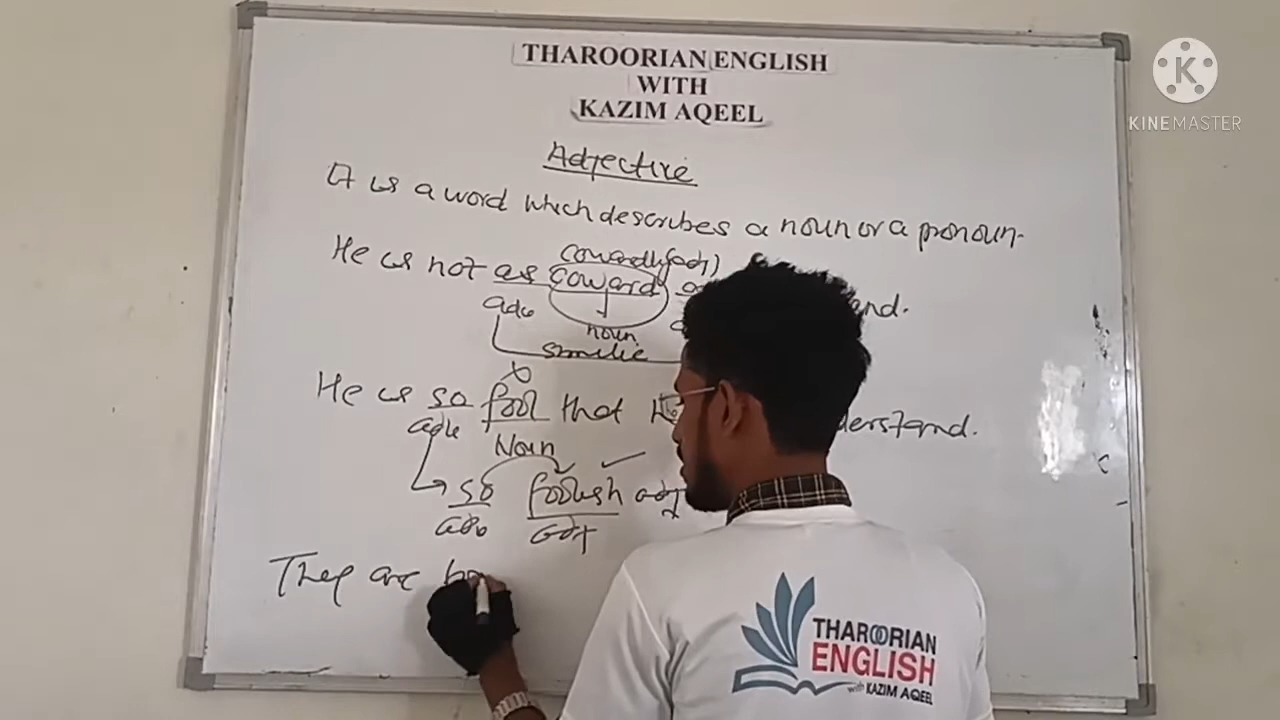 THAROORIAN ENGLISH
WITH
KAZIM AQEEL
KINEMASTER
Adjective
It is a word which describes a noun or a pronoun.
cowardly (adj)
He is not as coward
adv
noun
similie
He is so fool that he
adv
Noun
so foolish adj
adv adj
They are
THAROORIAN
ENGLISH
with KAZIM AQEEL